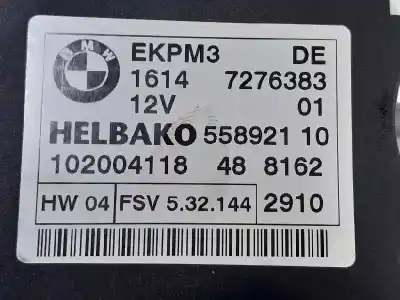 BMW
EKPM3 DE
1614 7276383
12V 01
HELBAKO 558921 10
102004118 48 8162
HW 04 FSV 5.32.144 2910